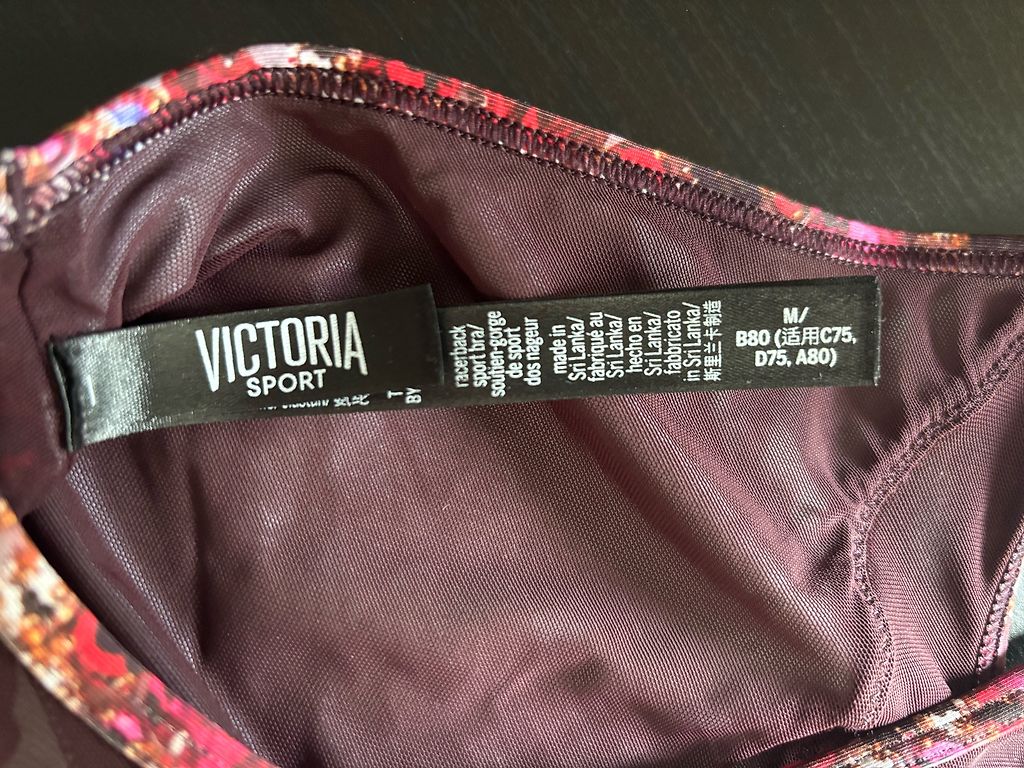 VICTORIA
SPORT
T
BY
racerback
sport bra/
soutien-gorge
de sport
dos nageur
made in
Sri Lanka/
fabriqué au
Sri Lanka/
hecho en
Sri Lanka/
fabricato
in Sri Lanka/
斯里兰卡制造
M/
B80 (适用C75,
D75, A80)